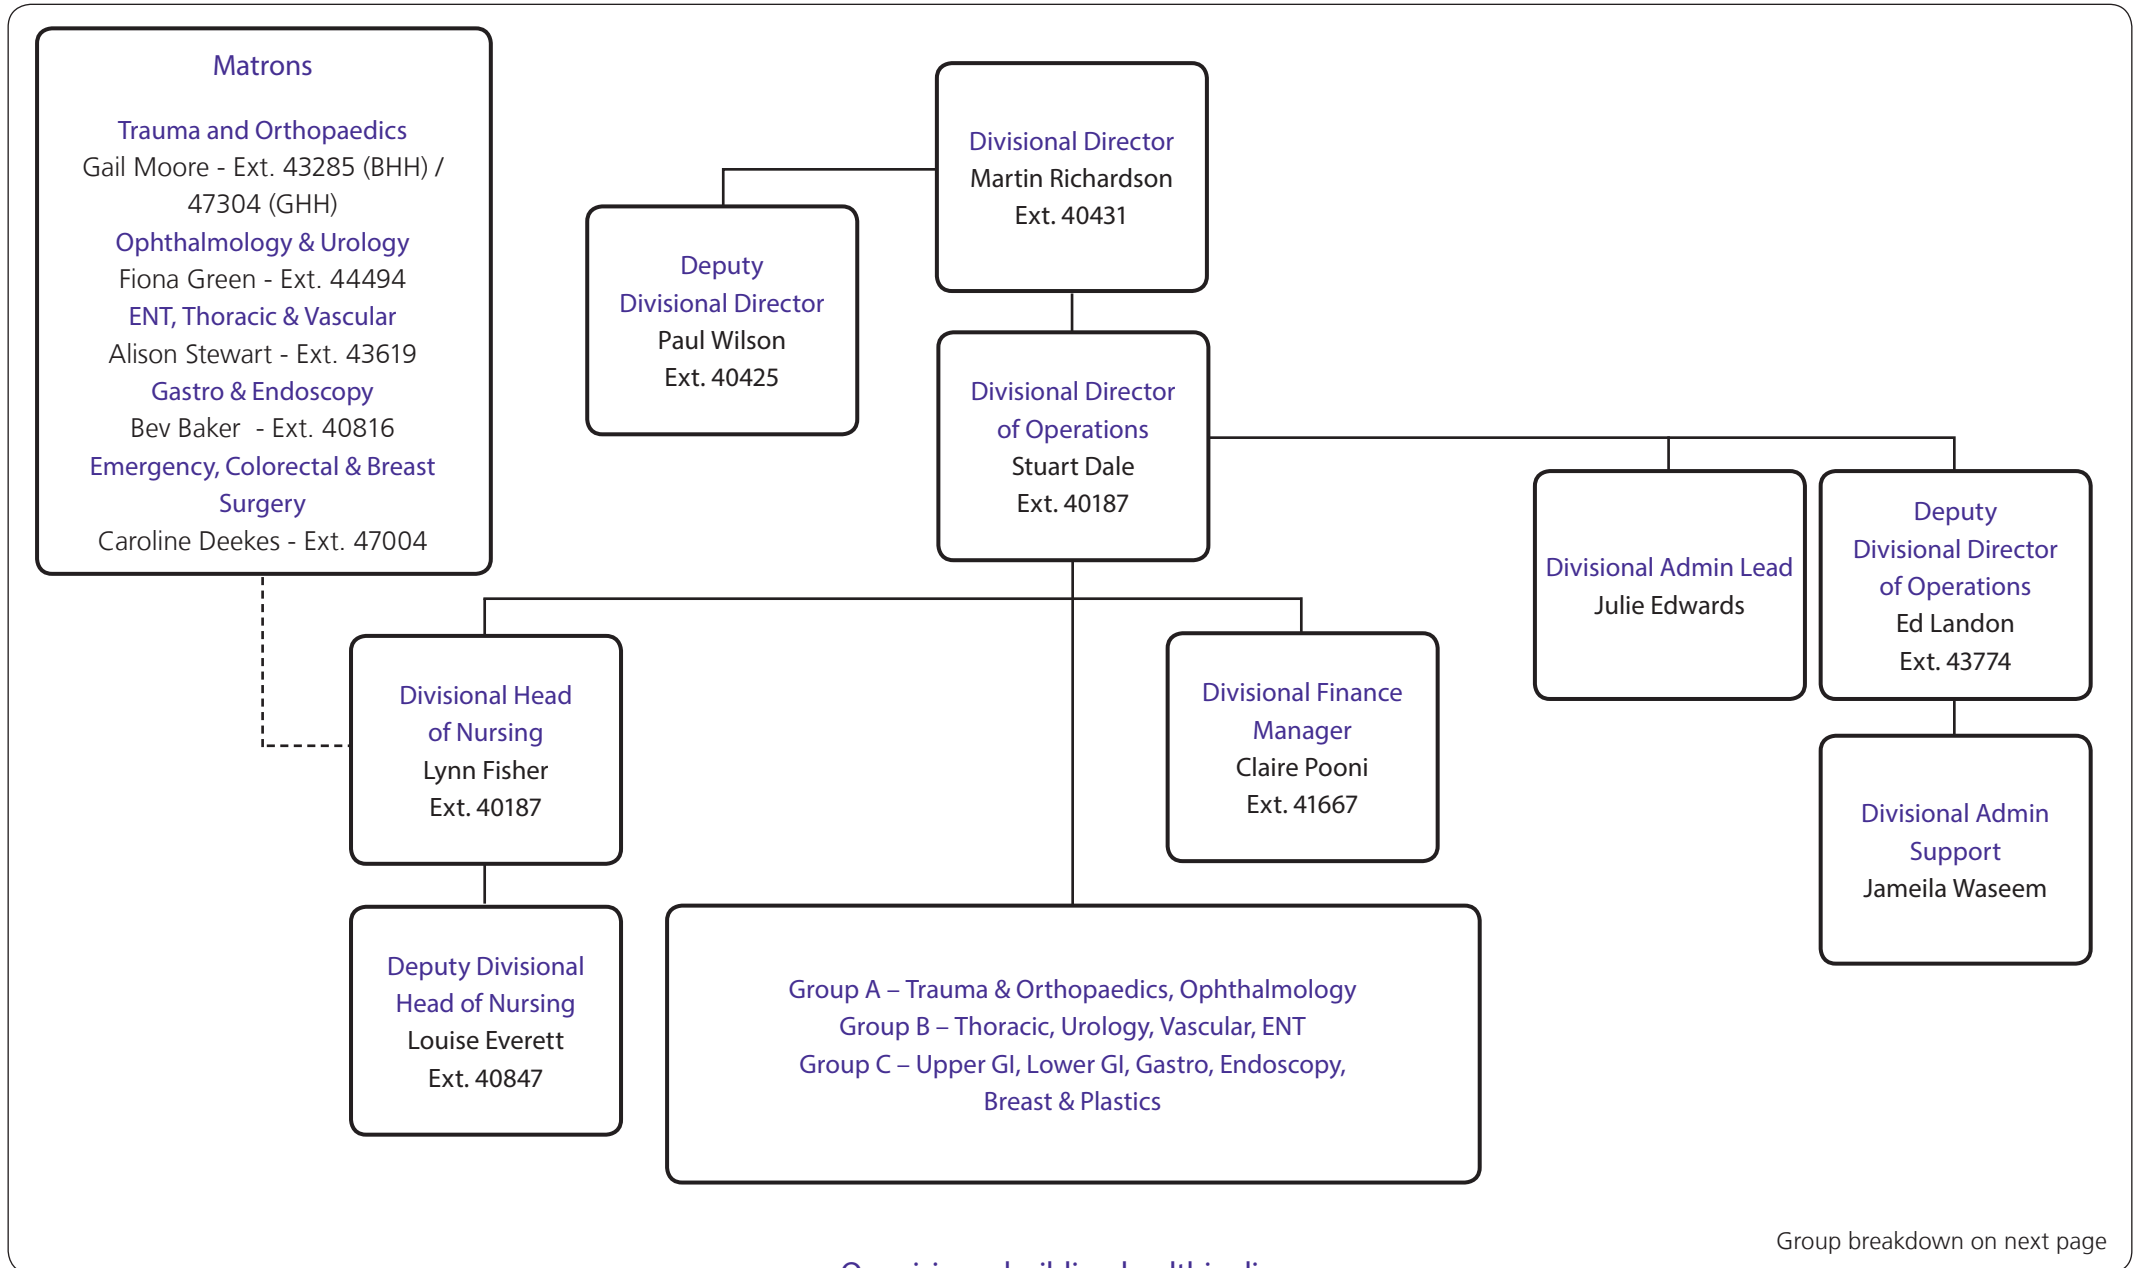 Matrons
Trauma and Orthopaedics
Gail Moore - Ext. 43285 (BHH) /
47304 (GHH)
Ophthalmology & Urology
Fiona Green - Ext. 44494
ENT, Thoracic & Vascular
Alison Stewart - Ext. 43619
Gastro & Endoscopy
Bev Baker - Ext. 40816
Emergency, Colorectal & Breast
Surgery
Caroline Deekes - Ext. 47004
Divisional Director
Martin Richardson
Ext. 40431
Deputy
Divisional Director
Paul Wilson
Ext. 40425
Divisional Director
of Operations
Stuart Dale
Ext. 40187
Divisional Admin Lead
Julie Edwards
Deputy
Divisional Director
of Operations
Ed Landon
Ext. 43774
Divisional Head
of Nursing
Lynn Fisher
Ext. 40187
Divisional Finance
Manager
Claire Pooni
Ext. 41667
Divisional Admin
Support
Jameila Waseem
Deputy Divisional
Head of Nursing
Louise Everett
Ext. 40847
Group A – Trauma & Orthopaedics, Ophthalmology
Group B – Thoracic, Urology, Vascular, ENT
Group C – Upper GI, Lower GI, Gastro, Endoscopy,
Breast & Plastics
Group breakdown on next page